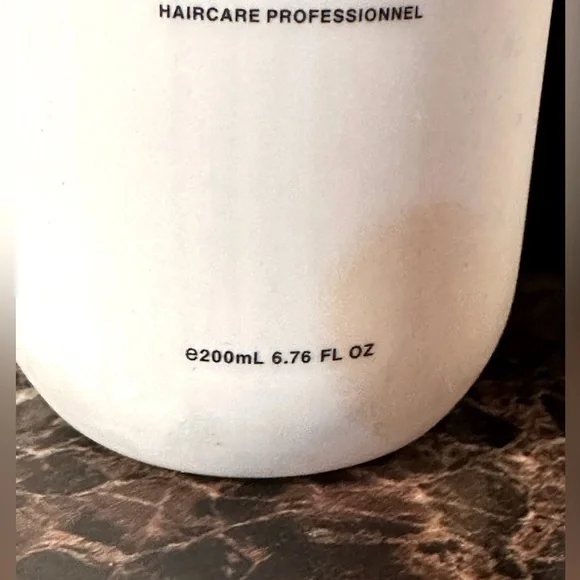 HAIRCARE PROFESSIONNEL
℮200mL 6.76 FL OZ